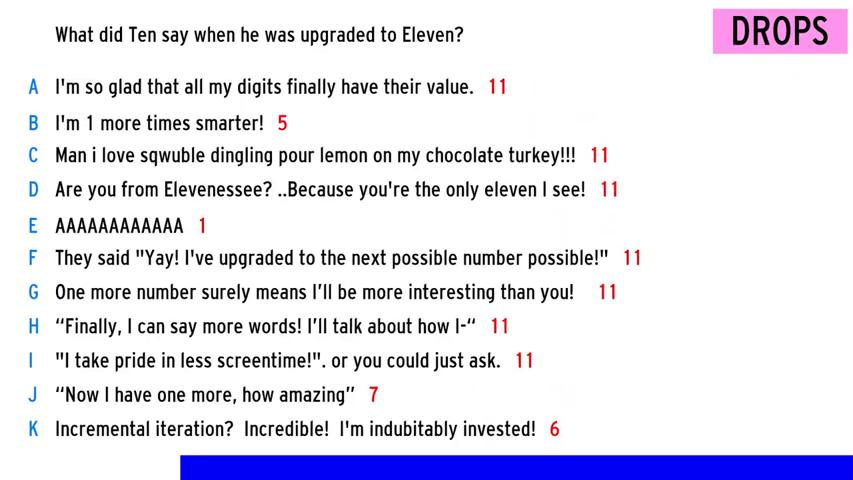 What did Ten say when he was upgraded to Eleven?
DROPS
A I'm so glad that all my digits finally have their value. 11
B I'm 1 more times smarter! 5
C Man i love sqwuble dingling pour lemon on my chocolate turkey!!! 11
D Are you from Elevenessee? ..Because you're the only eleven I see! 11
E AAAAAAAAAAAA 1
F They said "Yay! I've upgraded to the next possible number possible!" 11
G One more number surely means I’ll be more interesting than you! 11
H “Finally, I can say more words! I’ll talk about how I-“ 11
I "I take pride in less screentime!". or you could just ask. 11
J “Now I have one more, how amazing” 7
K Incremental iteration? Incredible! I'm indubitably invested! 6